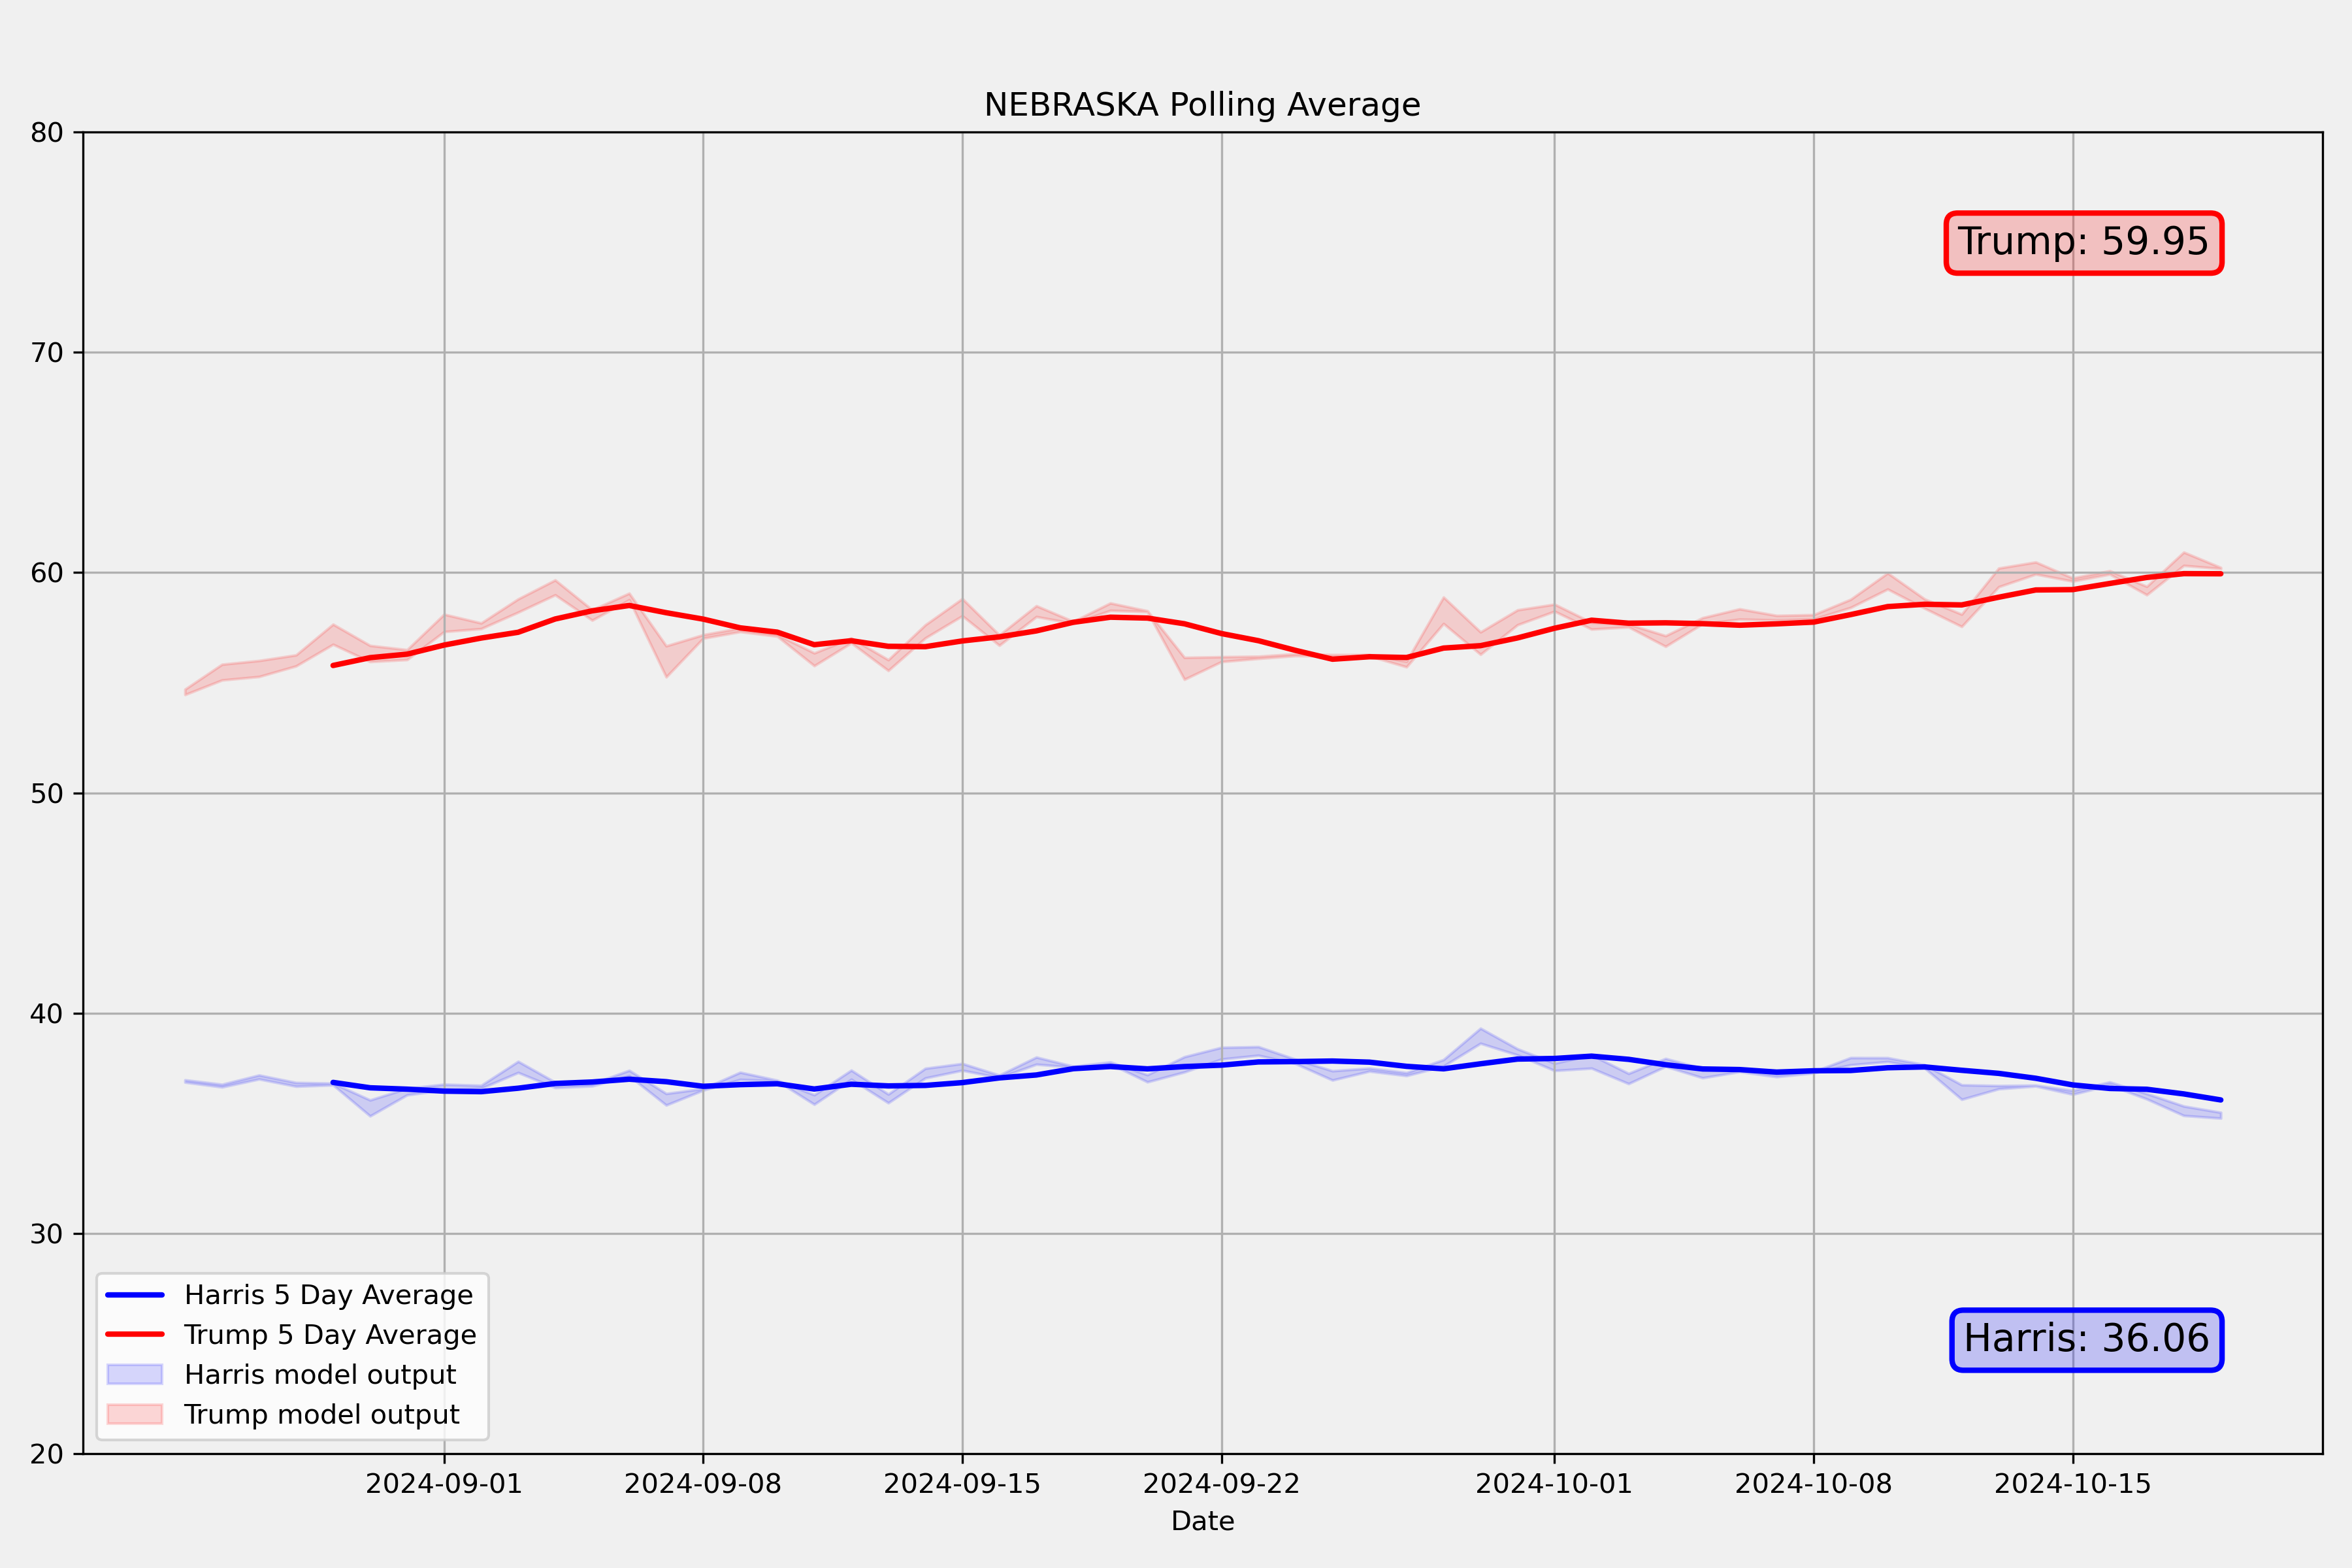 NEBRASKA Polling Average
80
70
60
50
40
30
20
Trump: 59.95
Harris: 36.06
Harris 5 Day Average
Trump 5 Day Average
Harris model output
Trump model output
2024-09-01 2024-09-08 2024-09-15 2024-09-22 2024-10-01 2024-10-08 2024-10-15
Date